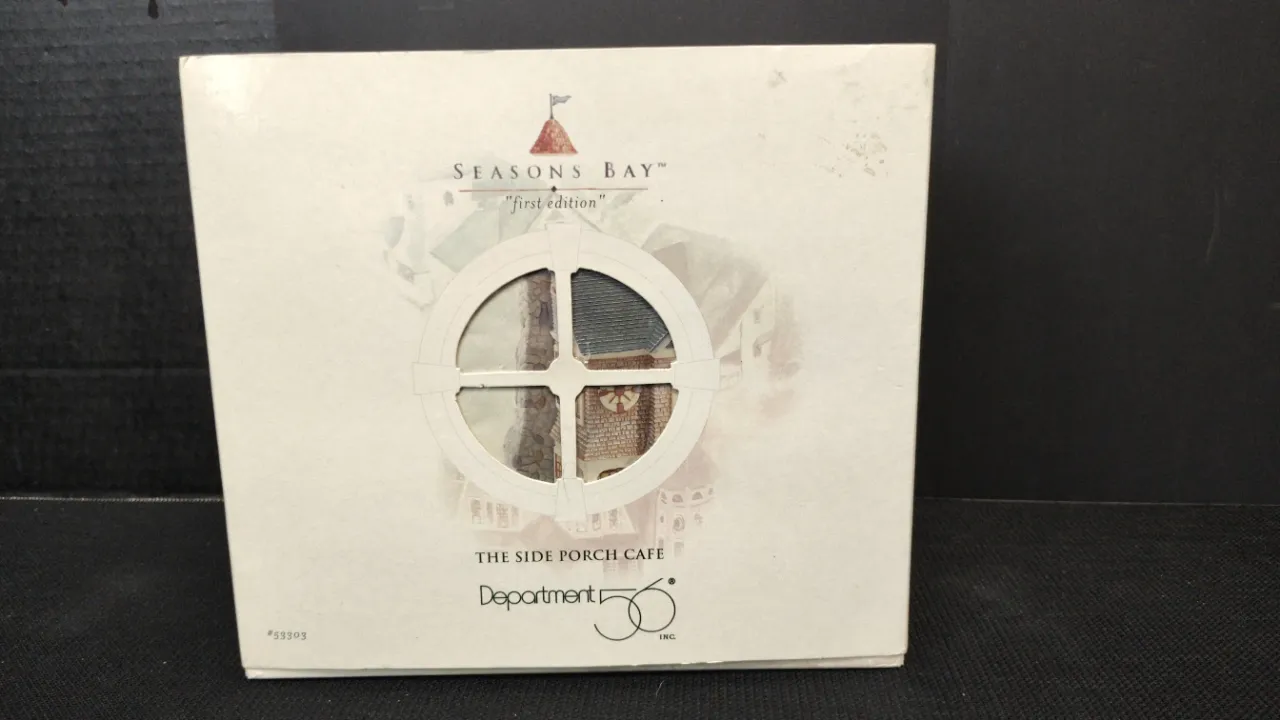 SEASONS BAY™
"first edition"
THE SIDE PORCH CAFE
Department 56®
INC.
#53303